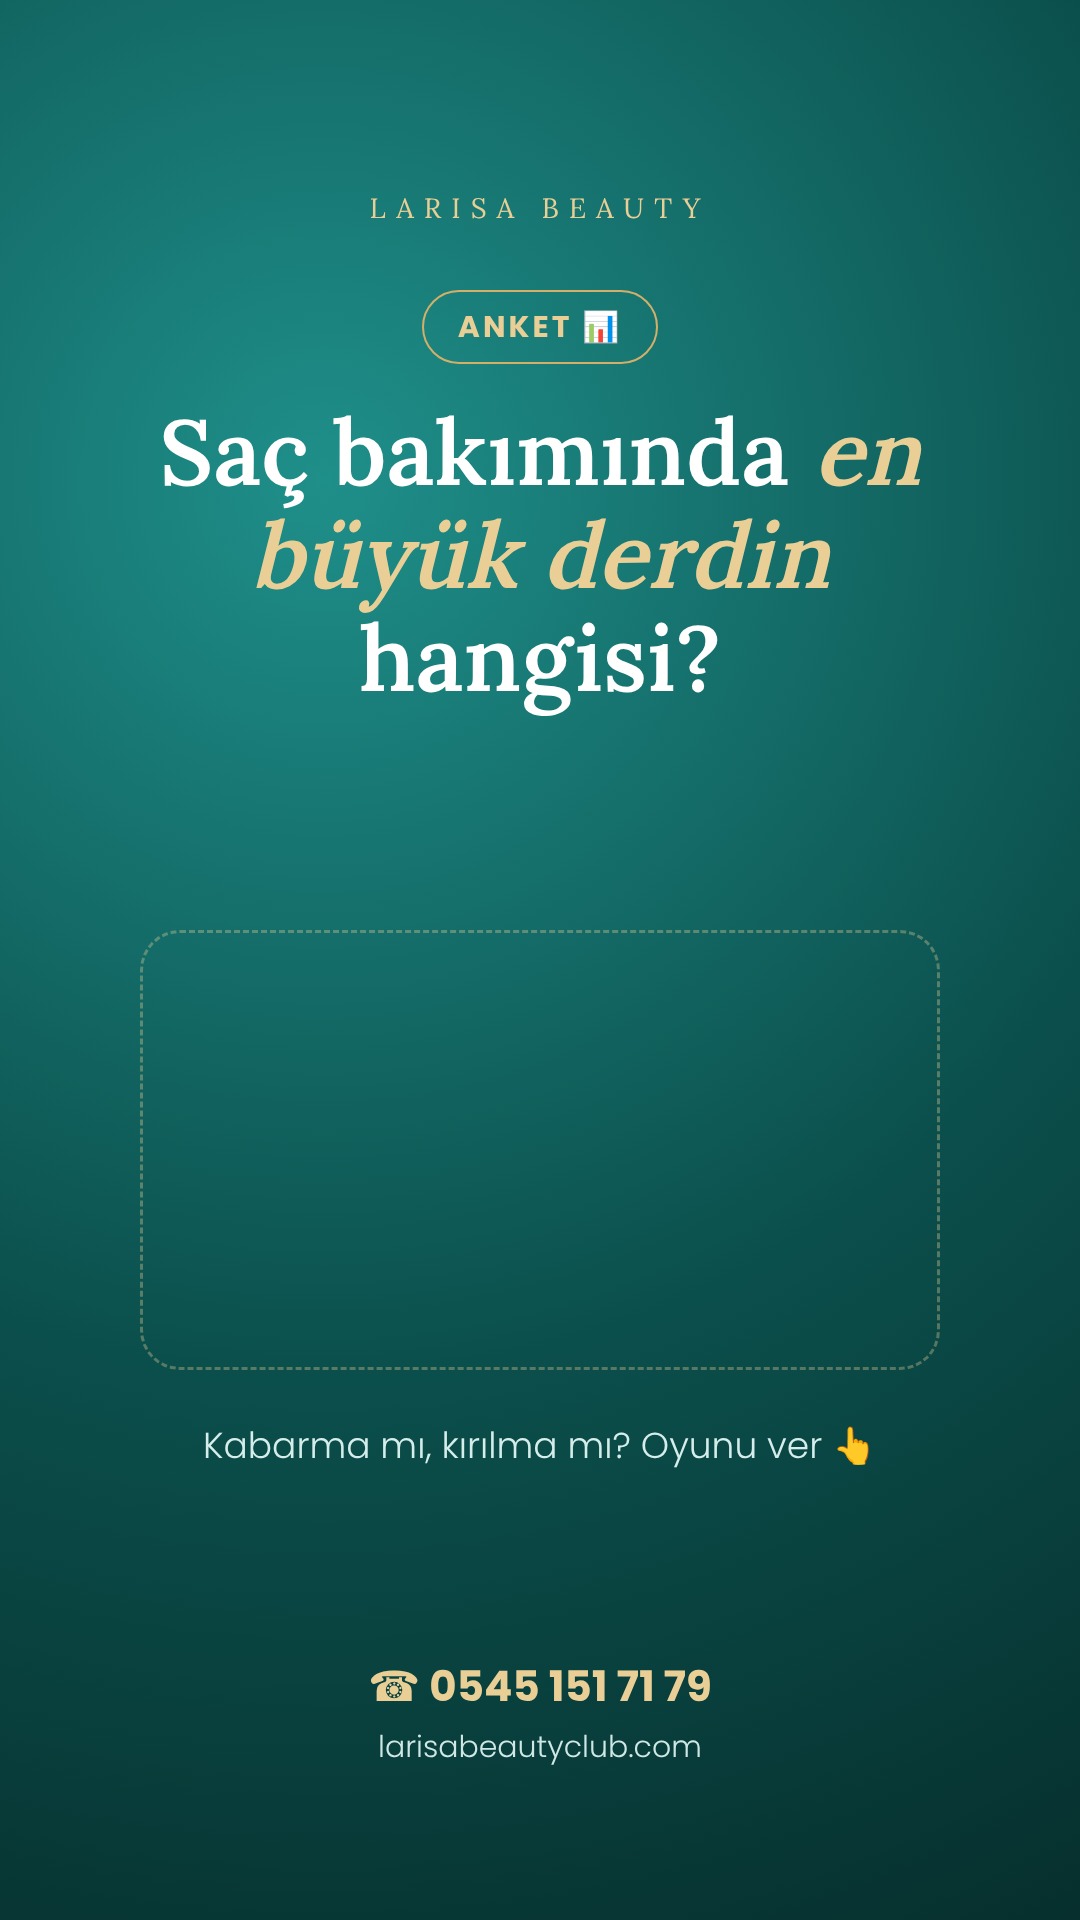 LARISA BEAUTY
ANKET 📊
Saç bakımında en
büyük derdin
hangisi?
Kabarma mı, kırılma mı? Oyunu ver 👆
☎ 0545 151 71 79
larisabeautyclub.com